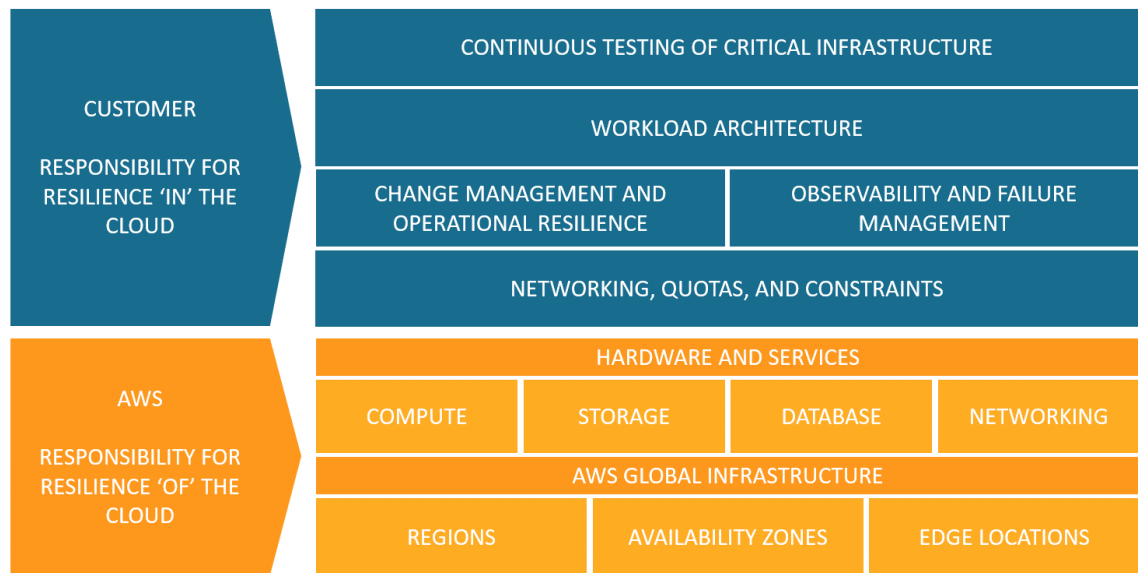 CUSTOMER
RESPONSIBILITY FOR
RESILIENCE ‘IN’ THE
CLOUD
CONTINUOUS TESTING OF CRITICAL INFRASTRUCTURE
WORKLOAD ARCHITECTURE
CHANGE MANAGEMENT AND
OPERATIONAL RESILIENCE
OBSERVABILITY AND FAILURE
MANAGEMENT
NETWORKING, QUOTAS, AND CONSTRAINTS
AWS
RESPONSIBILITY FOR
RESILIENCE ‘OF’ THE
CLOUD
HARDWARE AND SERVICES
COMPUTE
STORAGE
DATABASE
NETWORKING
AWS GLOBAL INFRASTRUCTURE
REGIONS
AVAILABILITY ZONES
EDGE LOCATIONS